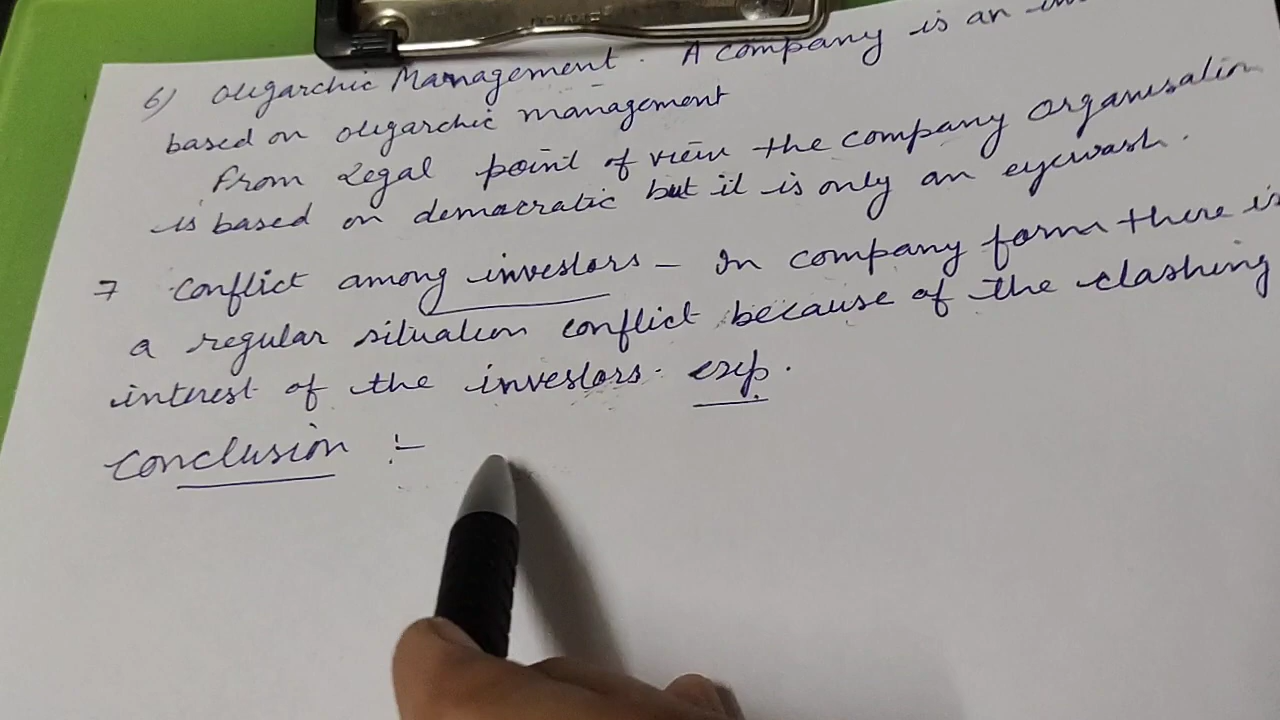 6) Oligarchic Management. A company is an
based on oligarchic management
From Legal point of view the company organisation
is based on democratic but it is only an eyewash.
7 Conflict among investors - In company form there is
a regular situation conflict because of the clashing
interest of the investors. exp.
Conclusion :-